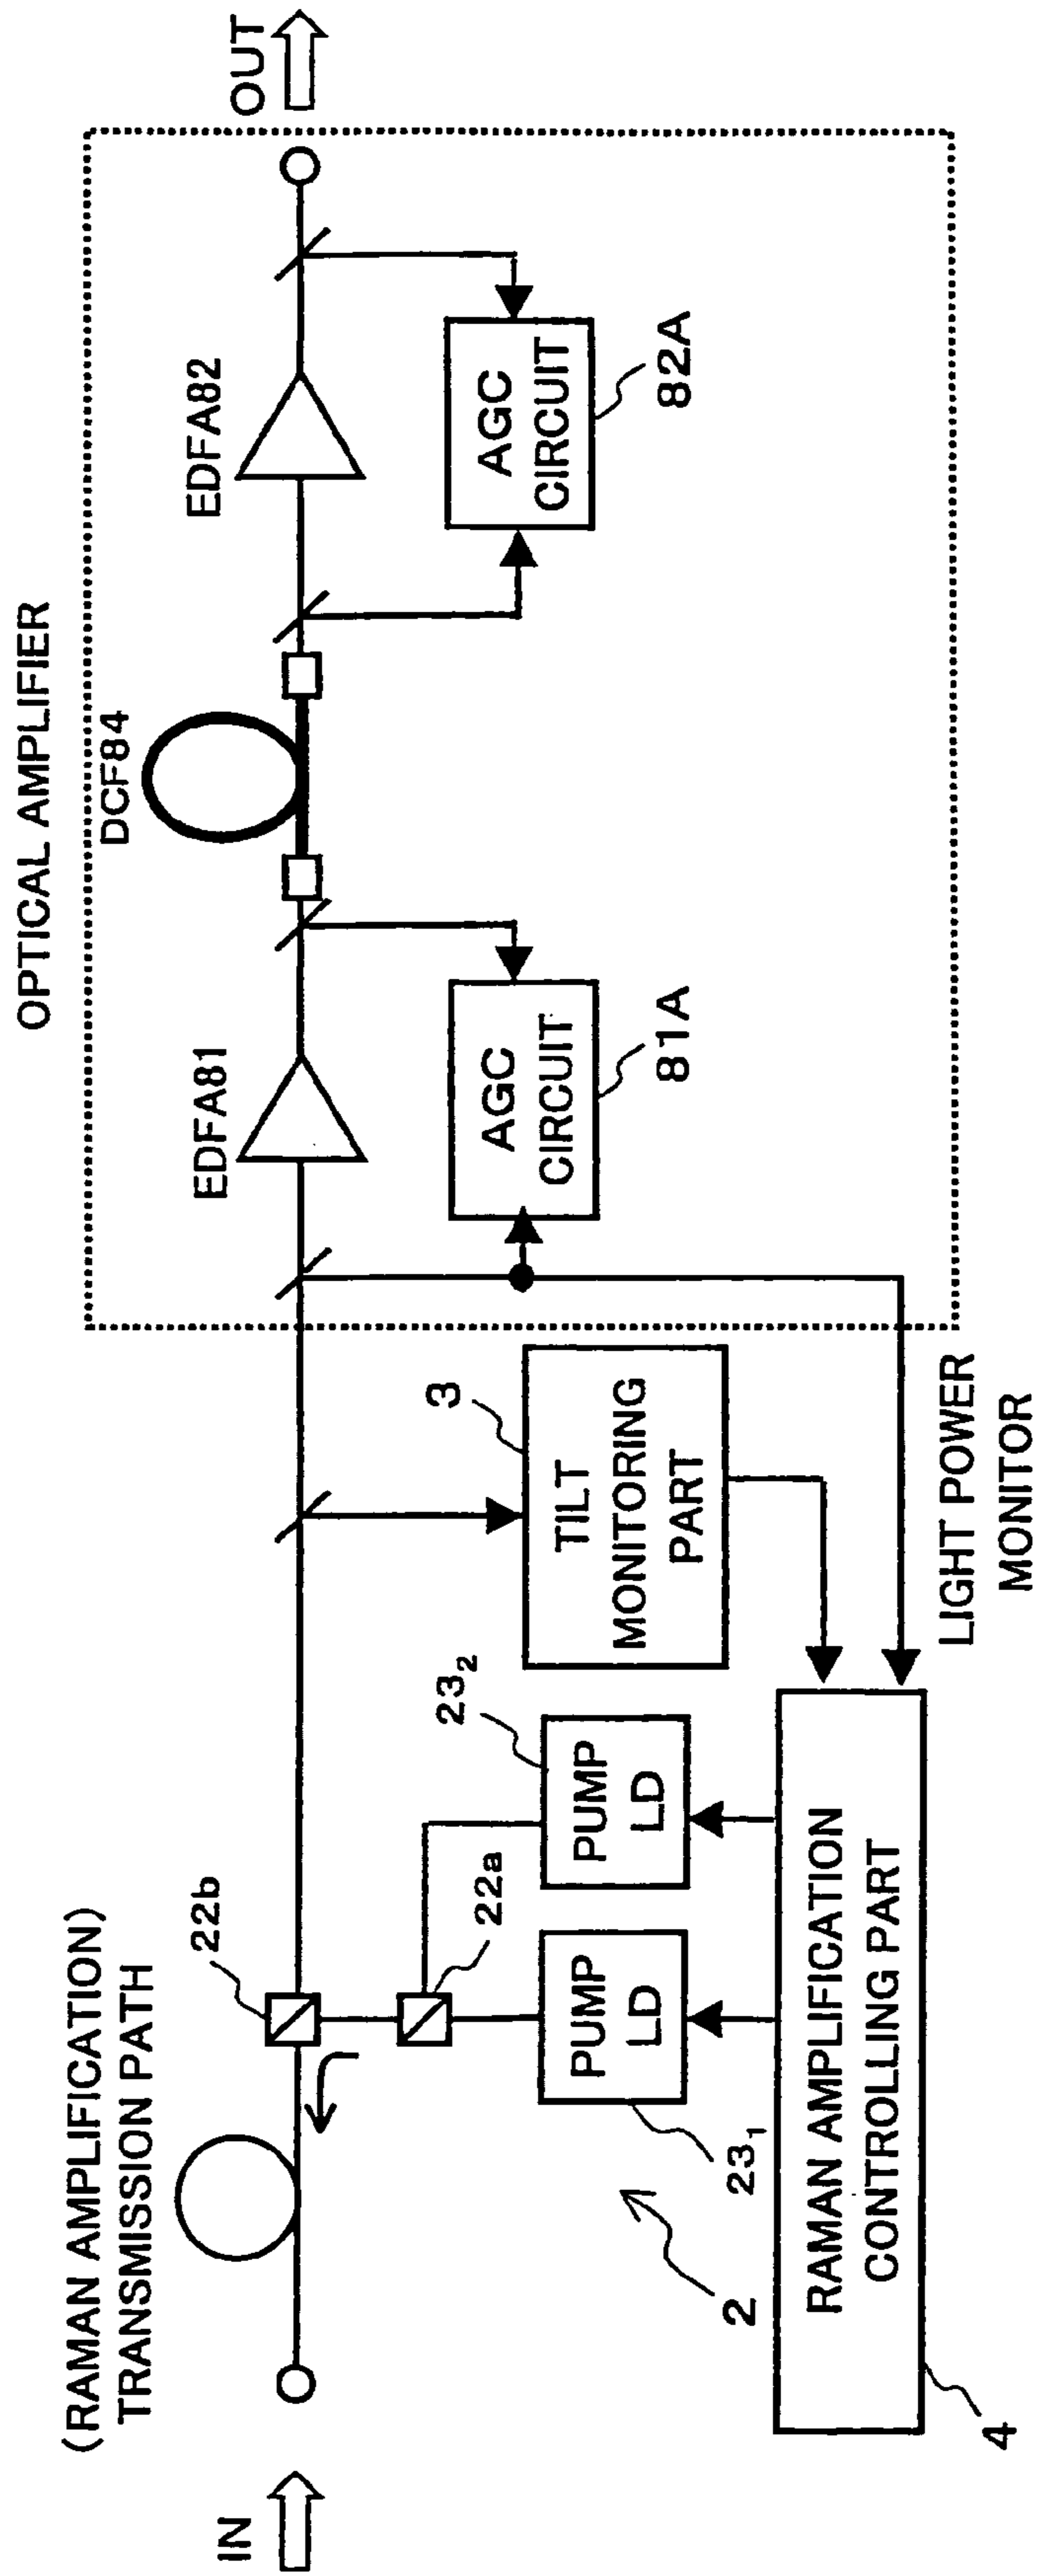 OPTICAL AMPLIFIER
(RAMAN AMPLIFICATION)
TRANSMISSION PATH
IN
OUT
22b
EDFA81
DCF84
EDFA82
22a
23₁
23₂
PUMP
LD
PUMP
LD
2
3
TILT
MONITORING
PART
AGC
CIRCUIT
81A
AGC
CIRCUIT
82A
RAMAN AMPLIFICATION
CONTROLLING PART
4
LIGHT POWER
MONITOR